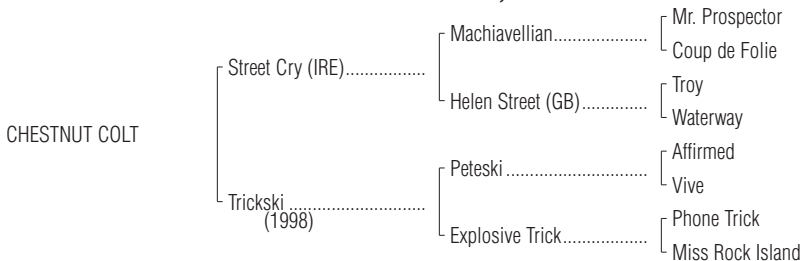 Mr. Prospector
Machiavellian....................
Coup de Folie
Street Cry (IRE).................
Troy
Helen Street (GB)..............
Waterway
CHESTNUT COLT
Affirmed
Peteski ..............................
Vive
Trickski .............................
(1998)
Phone Trick
Explosive Trick..................
Miss Rock Island